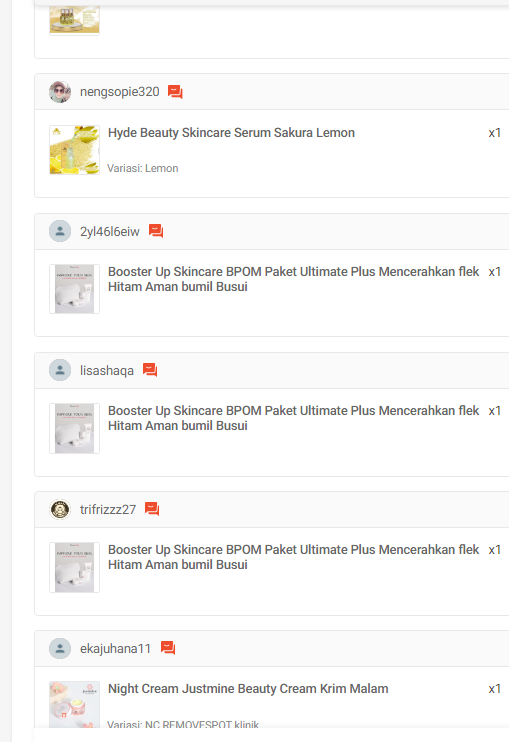 nengsopie320
Hyde Beauty Skincare Serum Sakura Lemon x1
Variasi: Lemon
2yl46l6eiw
Booster Up Skincare BPOM Paket Ultimate Plus Mencerahkan flek x1
Hitam Aman bumil Busui
lisashaqa
Booster Up Skincare BPOM Paket Ultimate Plus Mencerahkan flek x1
Hitam Aman bumil Busui
trifrizzz27
Booster Up Skincare BPOM Paket Ultimate Plus Mencerahkan flek x1
Hitam Aman bumil Busui
ekajuhana11
Night Cream Justmine Beauty Cream Krim Malam x1
Variasi: NC REMOVESPOT klinik